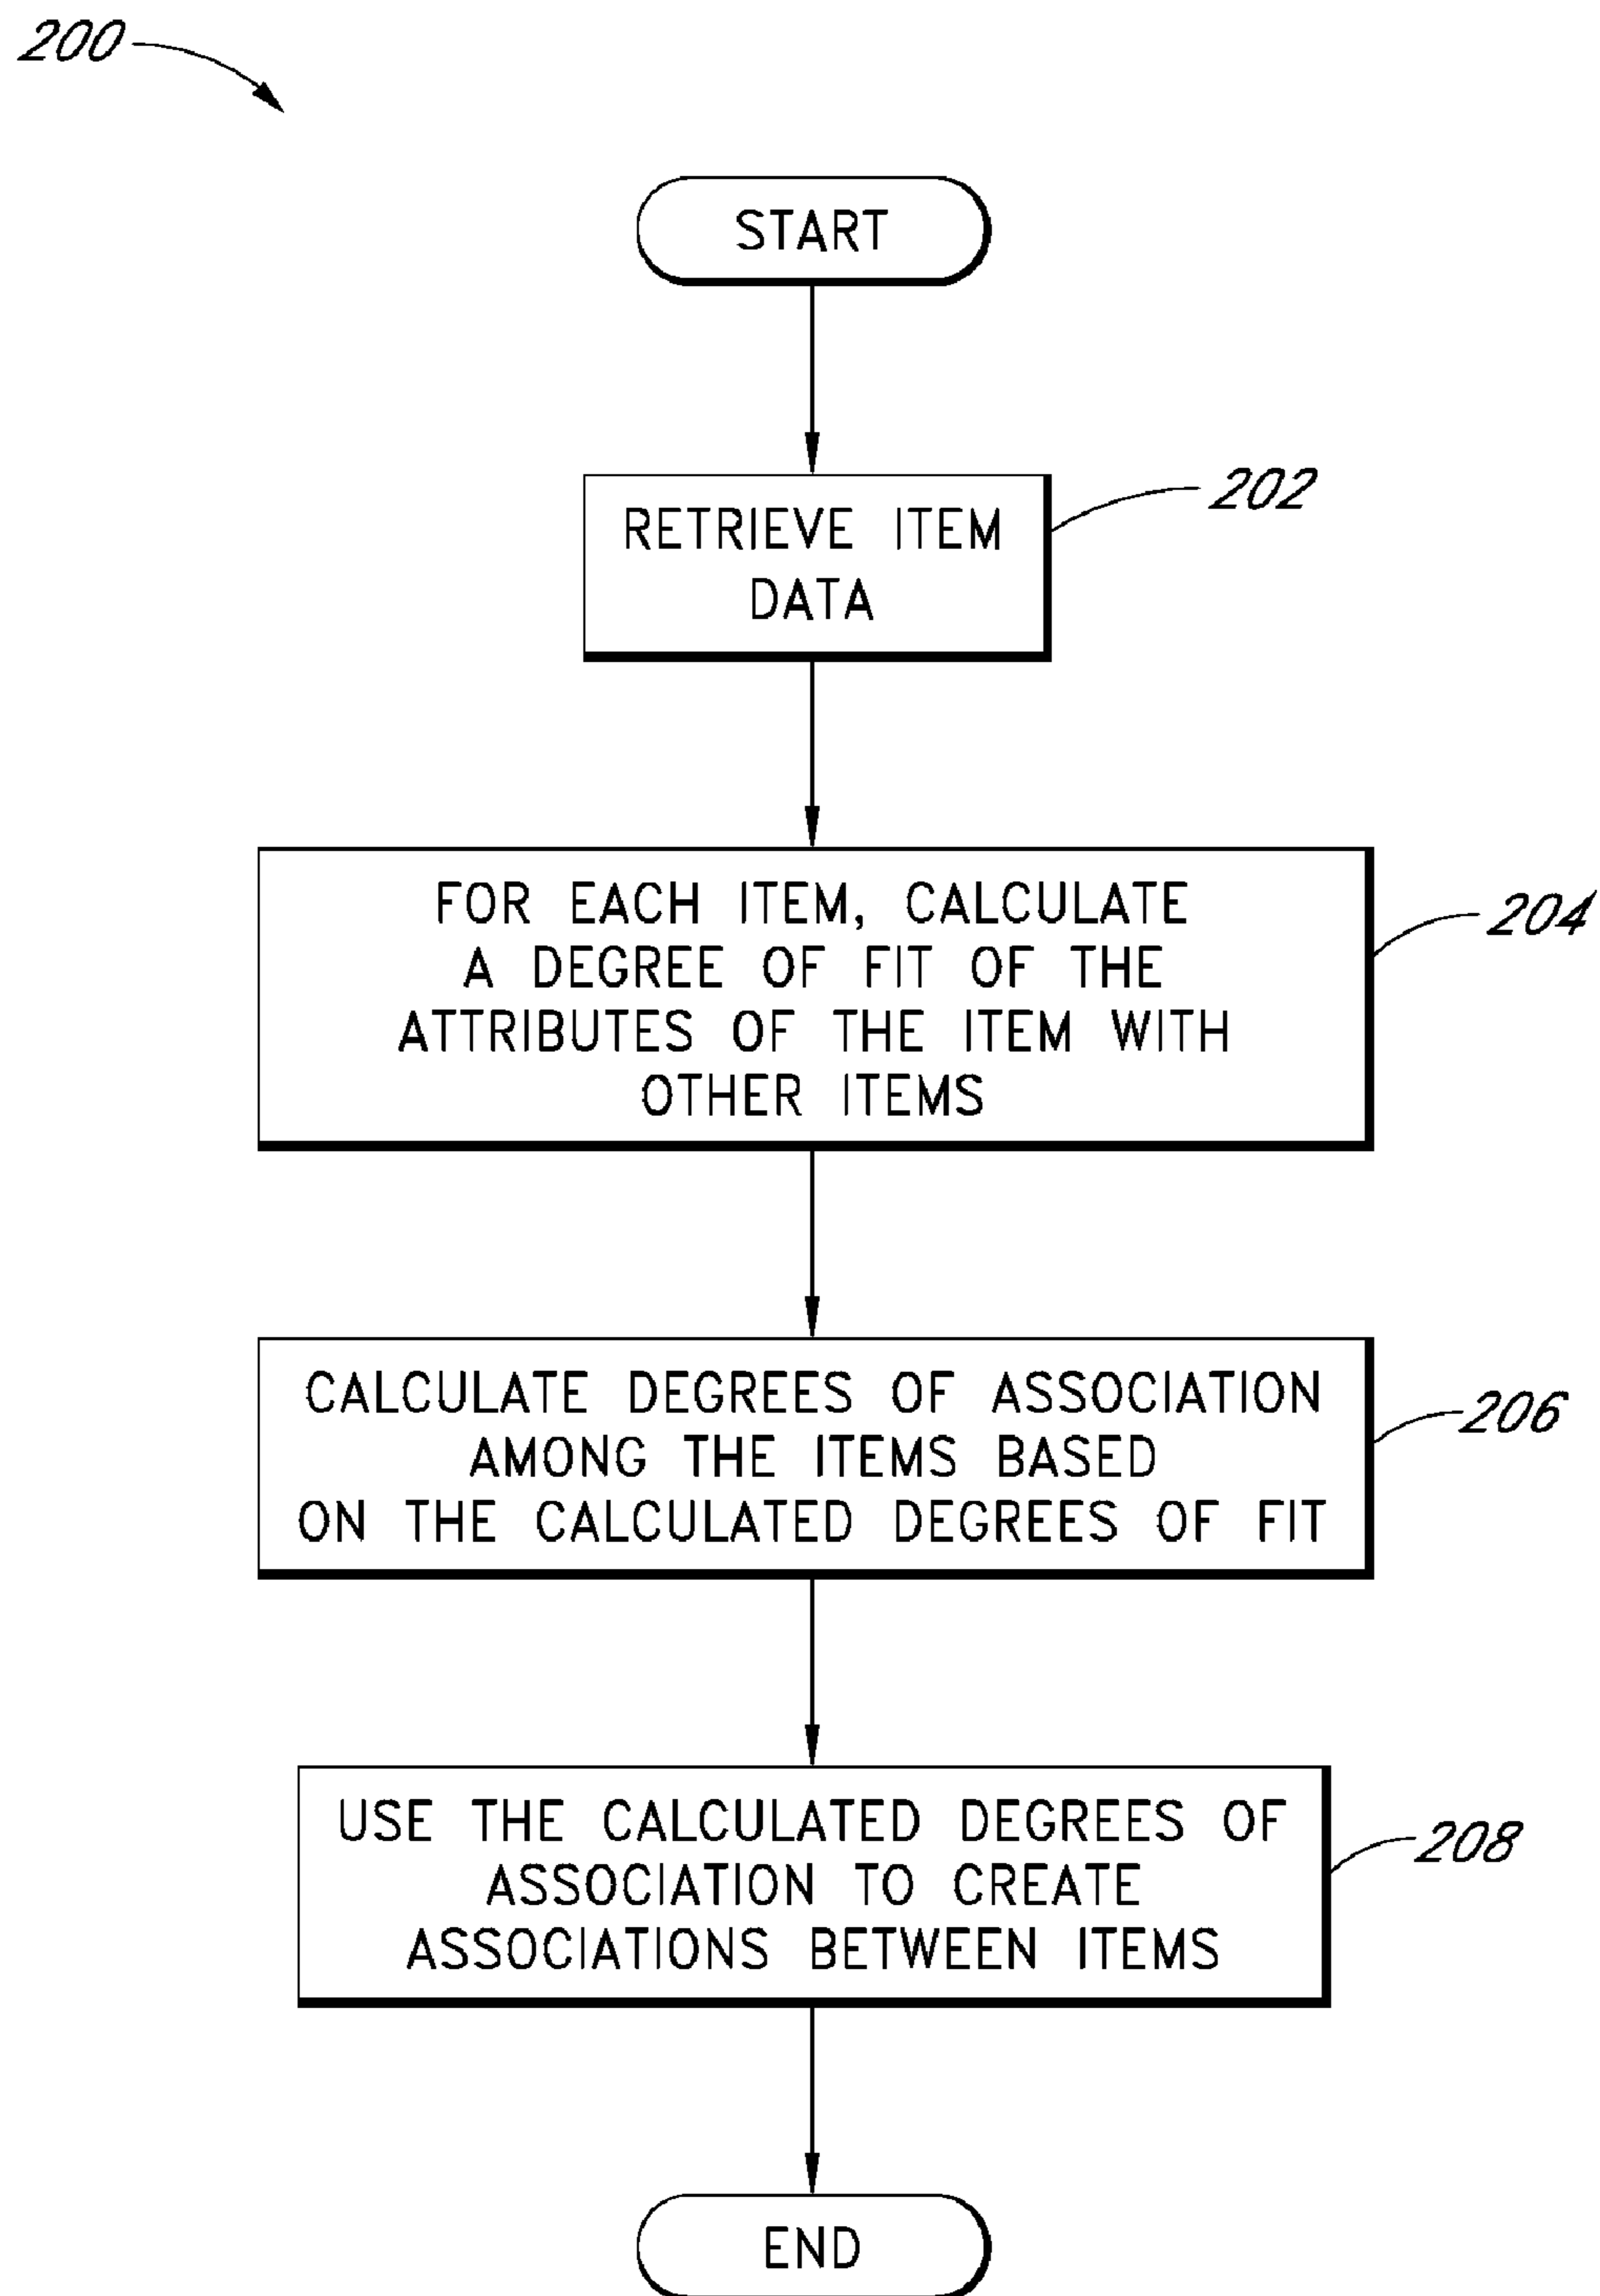 200
START
RETRIEVE ITEM
DATA
202
FOR EACH ITEM, CALCULATE
A DEGREE OF FIT OF THE
ATTRIBUTES OF THE ITEM WITH
OTHER ITEMS
204
CALCULATE DEGREES OF ASSOCIATION
AMONG THE ITEMS BASED
ON THE CALCULATED DEGREES OF FIT
206
USE THE CALCULATED DEGREES OF
ASSOCIATION TO CREATE
ASSOCIATIONS BETWEEN ITEMS
208
END